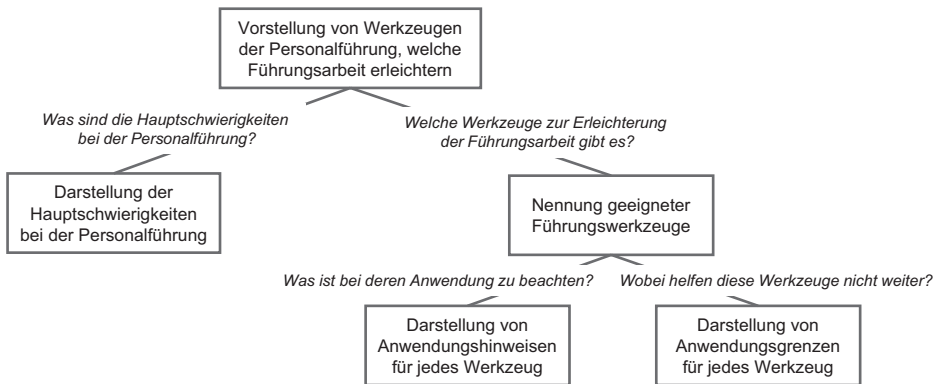 Vorstellung von Werkzeugen
der Personalführung, welche
Führungsarbeit erleichtern
Was sind die Hauptschwierigkeiten
bei der Personalführung?
Welche Werkzeuge zur Erleichterung
der Führungsarbeit gibt es?
Darstellung der
Hauptschwierigkeiten
bei der Personalführung
Nennung geeigneter
Führungswerkzeuge
Was ist bei deren Anwendung zu beachten?
Wobei helfen diese Werkzeuge nicht weiter?
Darstellung von
Anwendungshinweisen
für jedes Werkzeug
Darstellung von
Anwendungsgrenzen
für jedes Werkzeug